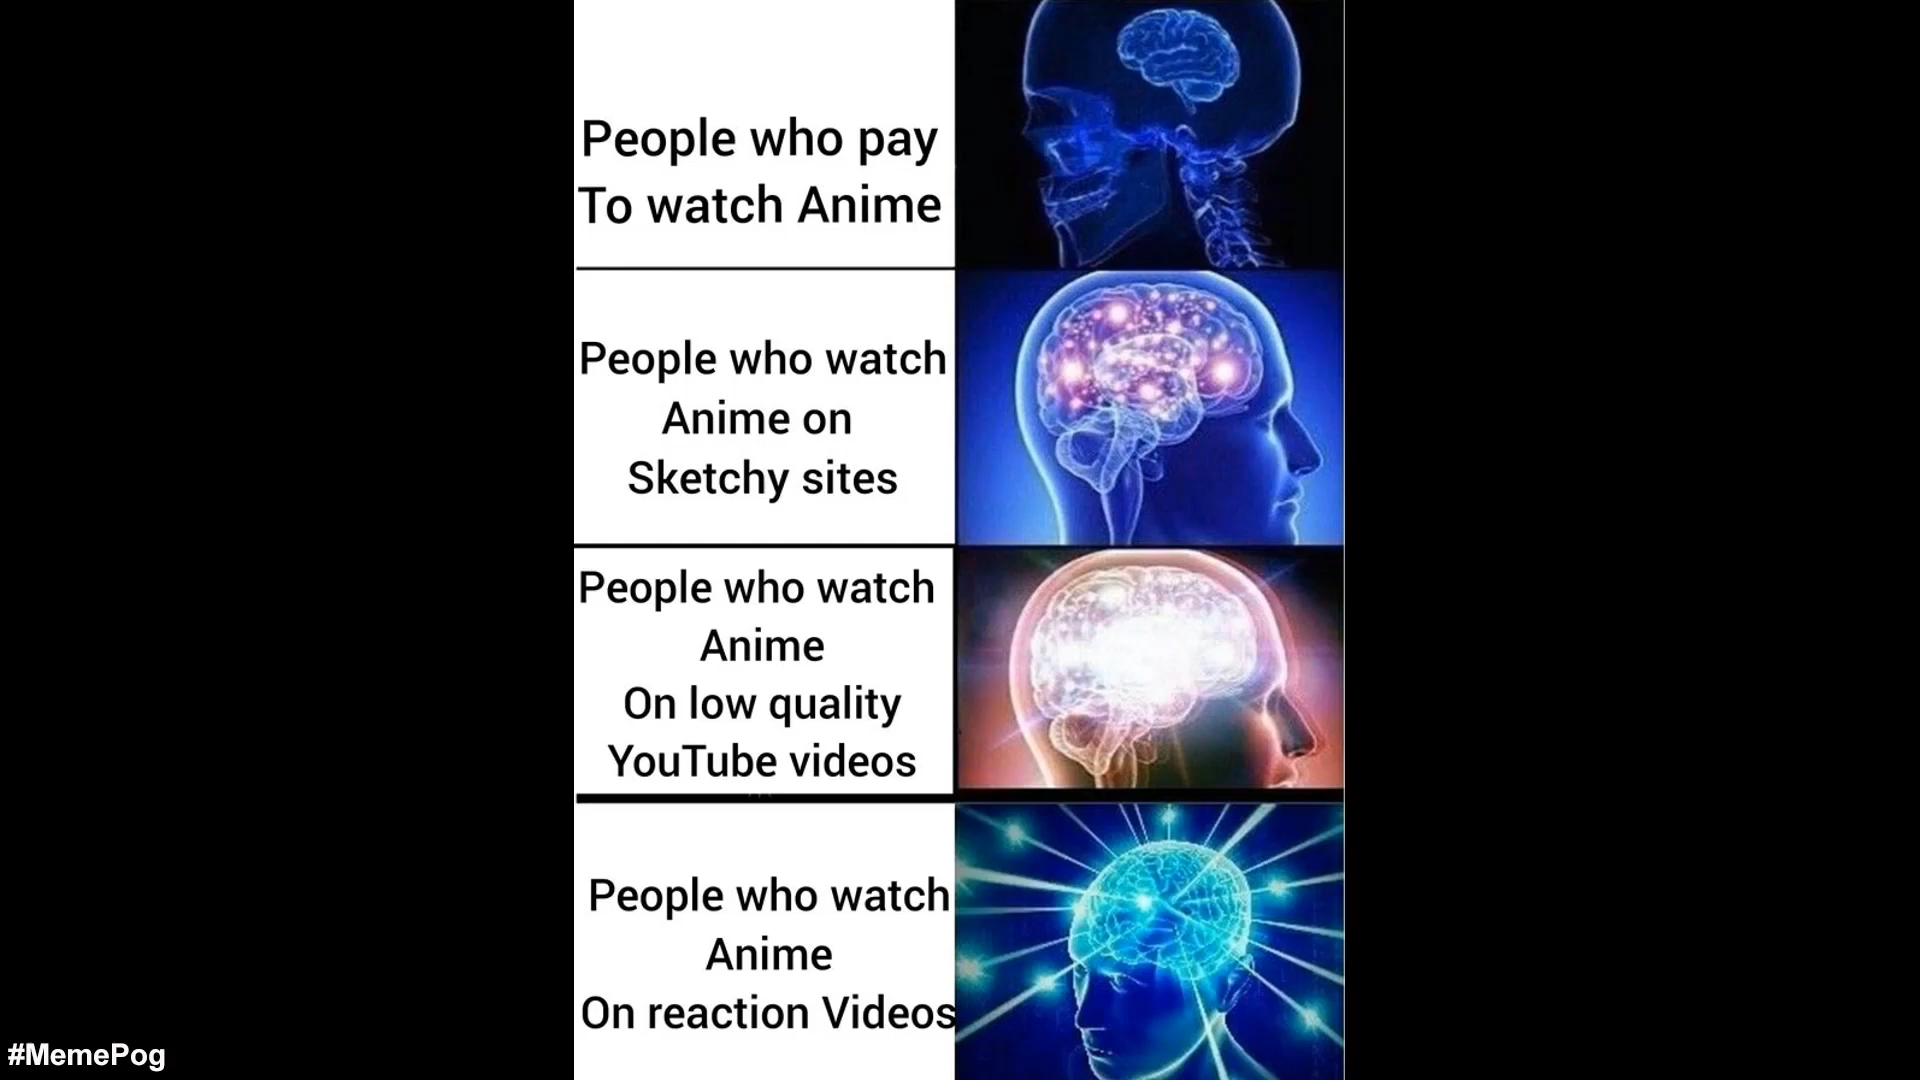 People who pay
To watch Anime
People who watch
Anime on
Sketchy sites
People who watch
Anime
On low quality
YouTube videos
People who watch
Anime
On reaction Videos
#MemePog